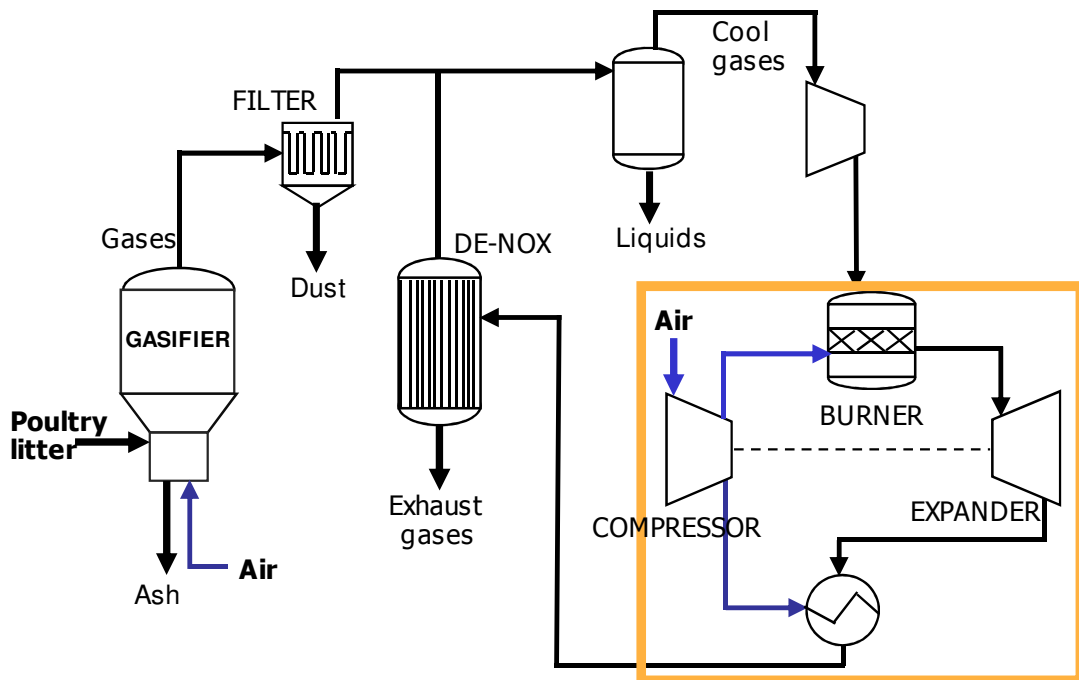 Cool
gases
FILTER
Gases
DE-NOX
Liquids
Dust
GASIFIER
Air
Poultry
litter
BURNER
Exhaust
gases
COMPRESSOR
EXPANDER
Air
Ash